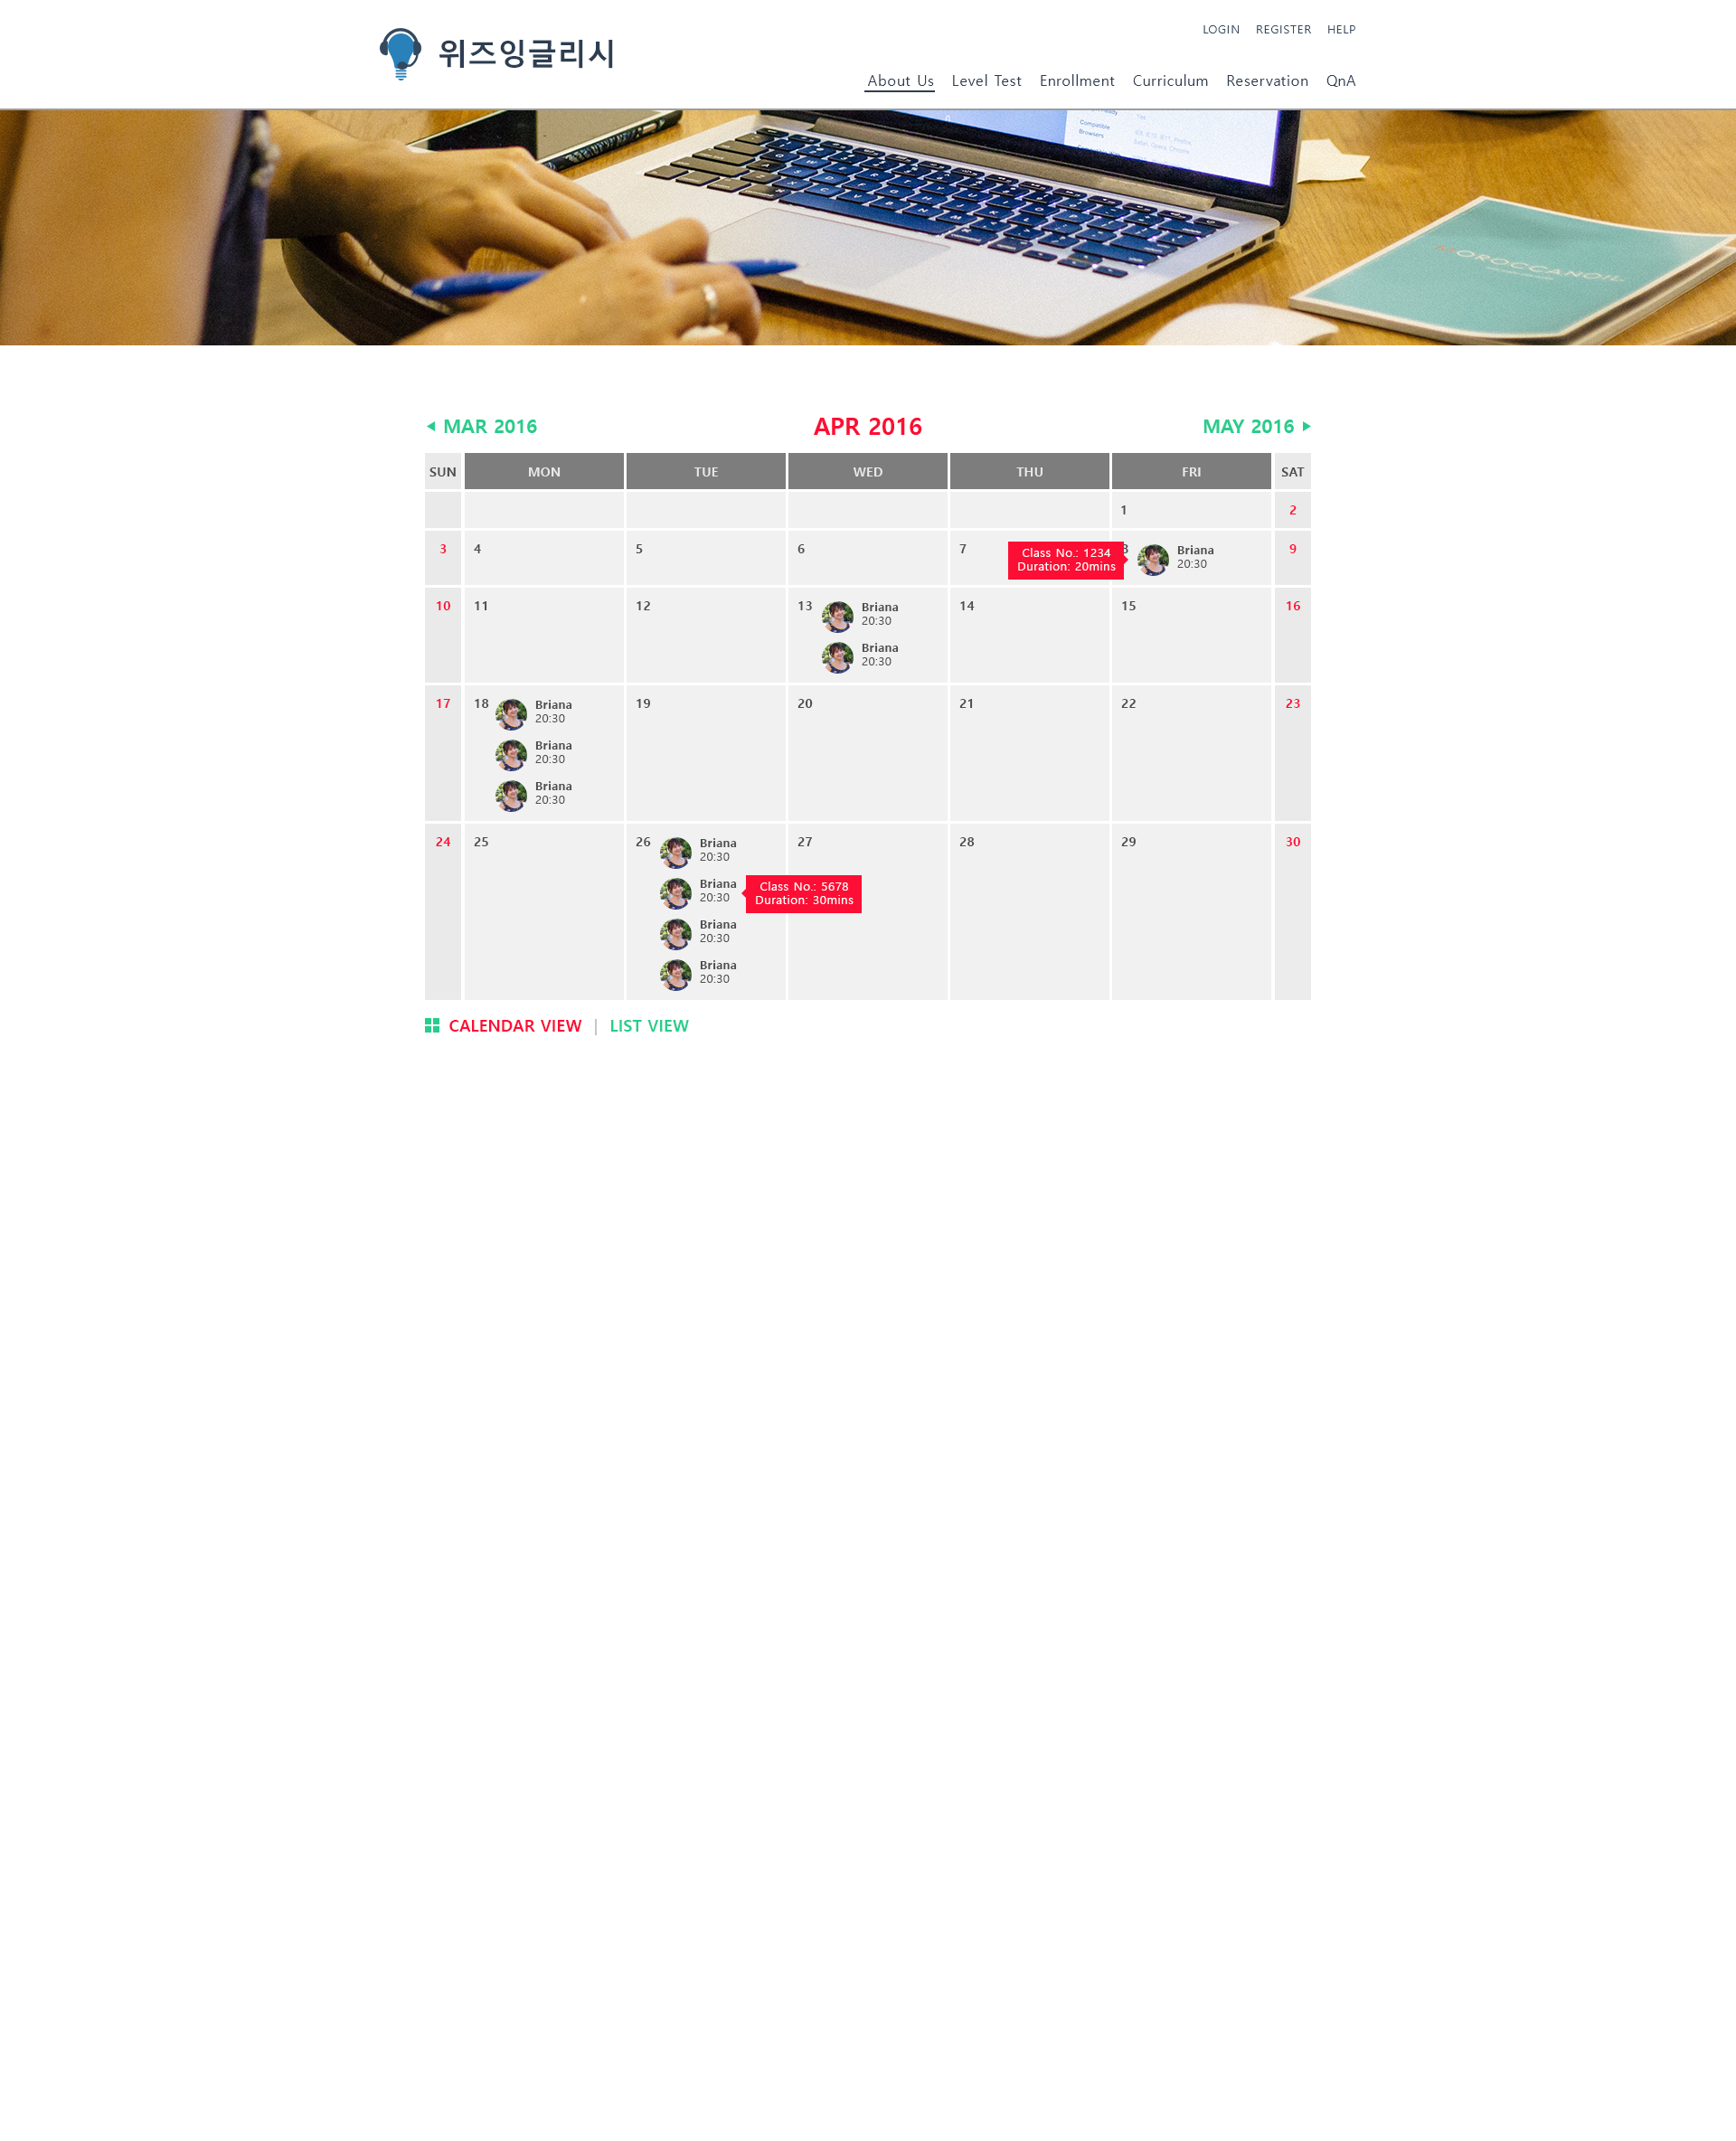 LOGIN REGISTER HELP
위즈잉글리시
About Us Level Test Enrollment Curriculum Reservation QnA
Compatible
Browsers
OROCCANOIL
MAR 2016 APR 2016 MAY 2016
SUN MON TUE WED THU FRI SAT
1 2
3 4 5 6 7 Class No.: 1234 Briana 9
Duration: 20mins 20:30
10 11 12 13 Briana 14 15 16
20:30
Briana
20:30
17 18 Briana 19 20 21 22 23
20:30
Briana
20:30
Briana
20:30
24 25 26 Briana 27 28 29 30
20:30
Briana Class No.: 5678
20:30 Duration: 30mins
Briana
20:30
Briana
20:30
CALENDAR VIEW | LIST VIEW